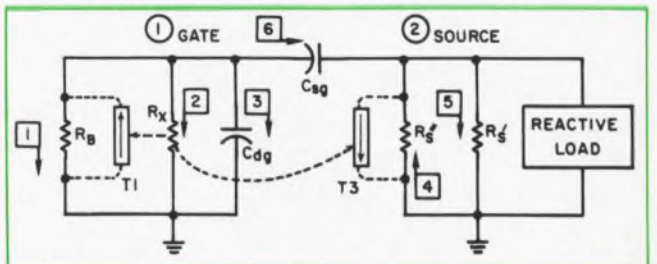 ① GATE
6
② SOURCE
Csg
1
RB
T1
RX
2
3
Cdg
T3
RS"
4
5
RS'
REACTIVE
LOAD